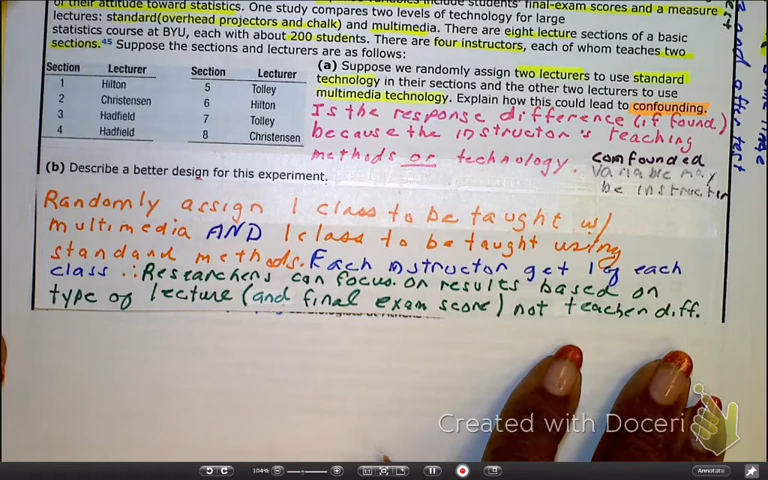 of their attitude toward statistics. One study compares two levels of technology for large
lectures: standard(overhead projectors and chalk) and multimedia. There are eight lecture sections of a basic
statistics course at BYU, each with about 200 students. There are four instructors, each of whom teaches two
sections.45 Suppose the sections and lecturers are as follows:
Section Lecturer Section Lecturer
1 Hilton 5 Tolley
2 Christensen 6 Hilton
3 Hadfield 7 Tolley
4 Hadfield 8 Christensen
(a) Suppose we randomly assign two lecturers to use standard
technology in their sections and the other two lecturers to use
multimedia technology. Explain how this could lead to confounding.
Is the response difference (if found)
because the instructor's teaching
methods or technology.
Confounded
Variable may
be instructor
(b) Describe a better design for this experiment.
Randomly assign 1 class to be taught w/
multimedia AND 1 class to be taught using
standard methods. Each instructor get 1 of each
class ∴ Researchers can focus on results based on
type of lecture (and final exam score) not teacher diff.
Created with Doceri
104%
Annotate